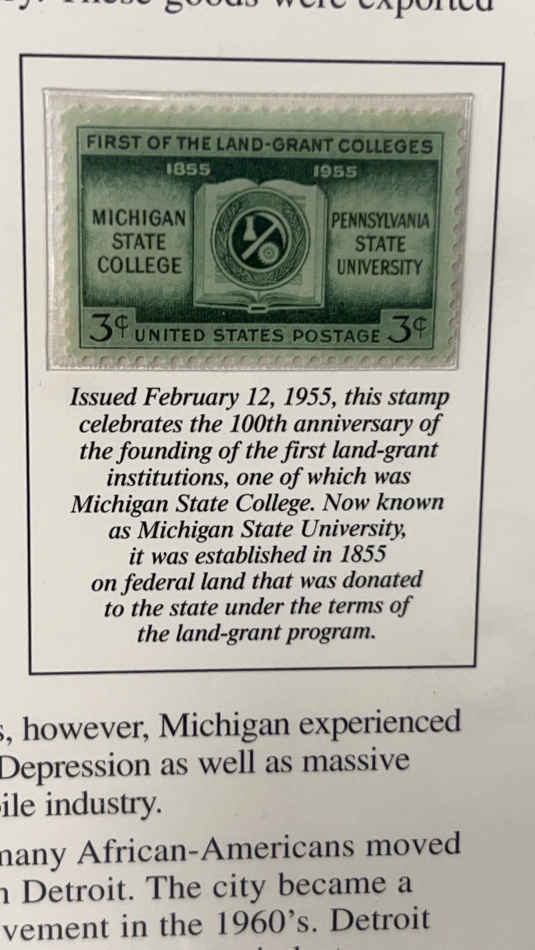 These goods were exported
FIRST OF THE LAND-GRANT COLLEGES
1855 1955
MICHIGAN STATE COLLEGE
PENNSYLVANIA STATE UNIVERSITY
3¢ UNITED STATES POSTAGE 3¢
Issued February 12, 1955, this stamp
celebrates the 100th anniversary of
the founding of the first land-grant
institutions, one of which was
Michigan State College. Now known
as Michigan State University,
it was established in 1855
on federal land that was donated
to the state under the terms of
the land-grant program.
, however, Michigan experienced
Depression as well as massive
industry.
many African-Americans moved
Detroit. The city became a
in the 1960's. Detroit